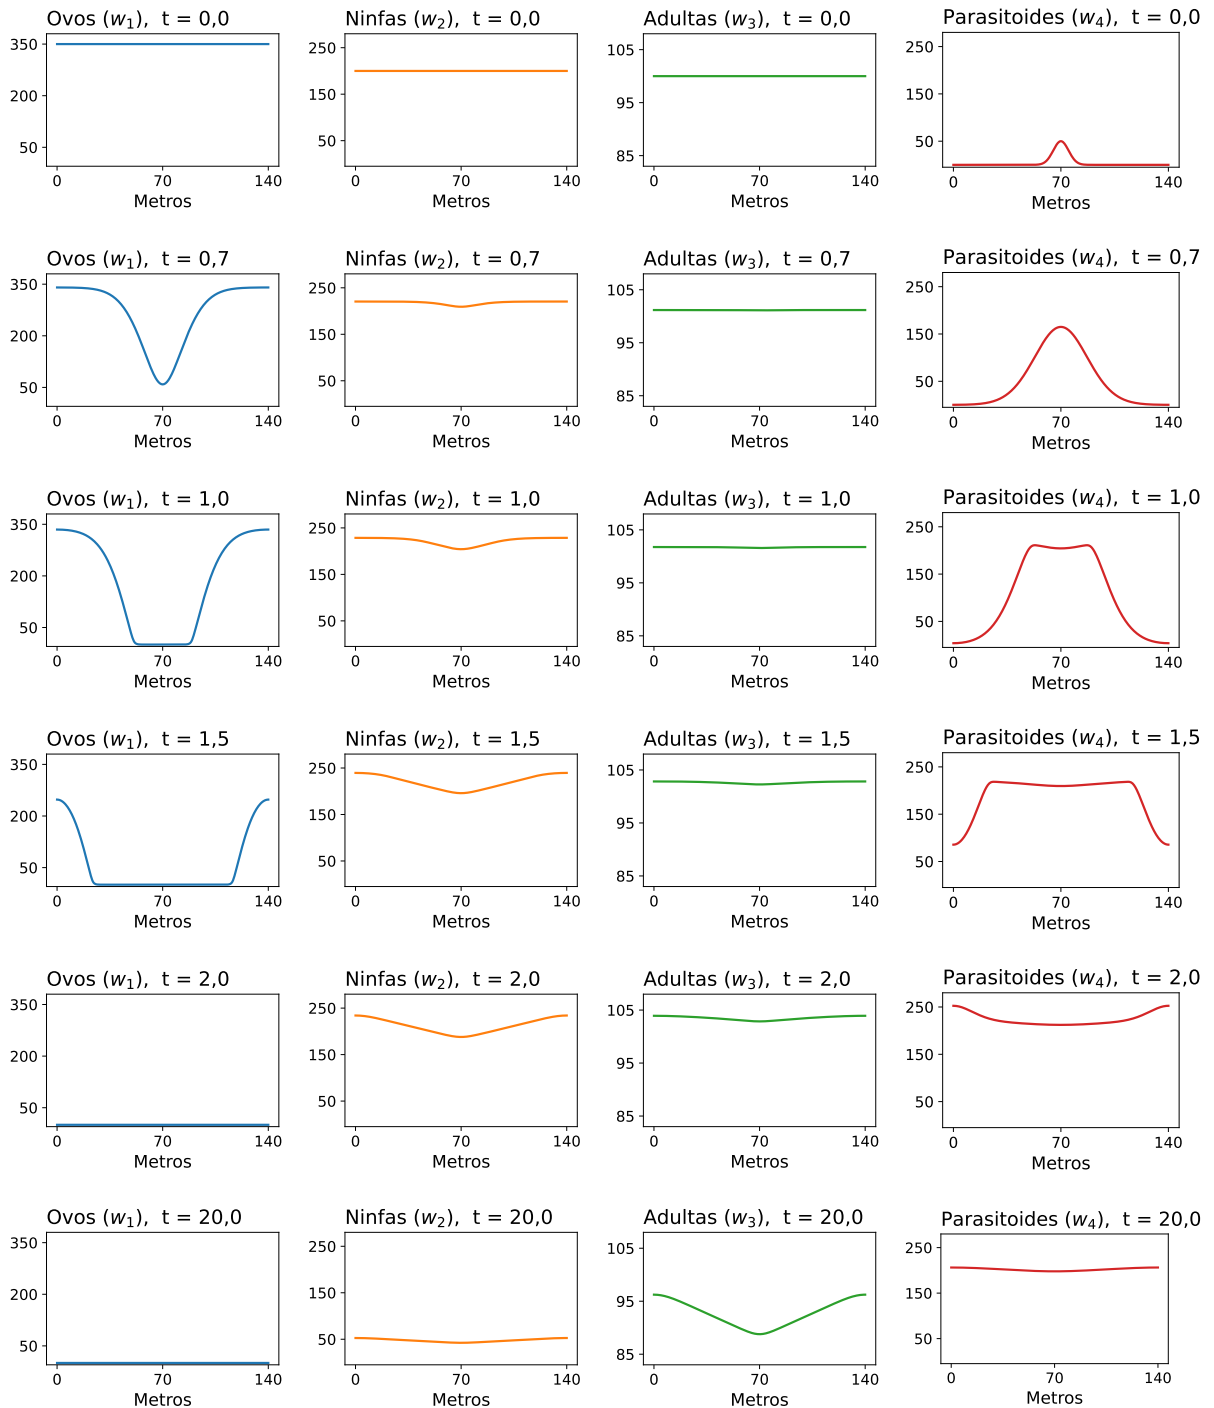 Ovos (w₁),  t = 0,0
350
200
50
0 70 140
Metros
Ninfas (w₂),  t = 0,0
250
150
50
0 70 140
Metros
Adultas (w₃),  t = 0,0
105
95
85
0 70 140
Metros
Parasitoides (w₄),  t = 0,0
250
150
50
0 70 140
Metros
Ovos (w₁),  t = 0,7
350
200
50
0 70 140
Metros
Ninfas (w₂),  t = 0,7
250
150
50
0 70 140
Metros
Adultas (w₃),  t = 0,7
105
95
85
0 70 140
Metros
Parasitoides (w₄),  t = 0,7
250
150
50
0 70 140
Metros
Ovos (w₁),  t = 1,0
350
200
50
0 70 140
Metros
Ninfas (w₂),  t = 1,0
250
150
50
0 70 140
Metros
Adultas (w₃),  t = 1,0
105
95
85
0 70 140
Metros
Parasitoides (w₄),  t = 1,0
250
150
50
0 70 140
Metros
Ovos (w₁),  t = 1,5
350
200
50
0 70 140
Metros
Ninfas (w₂),  t = 1,5
250
150
50
0 70 140
Metros
Adultas (w₃),  t = 1,5
105
95
85
0 70 140
Metros
Parasitoides (w₄),  t = 1,5
250
150
50
0 70 140
Metros
Ovos (w₁),  t = 2,0
350
200
50
0 70 140
Metros
Ninfas (w₂),  t = 2,0
250
150
50
0 70 140
Metros
Adultas (w₃),  t = 2,0
105
95
85
0 70 140
Metros
Parasitoides (w₄),  t = 2,0
250
150
50
0 70 140
Metros
Ovos (w₁),  t = 20,0
350
200
50
0 70 140
Metros
Ninfas (w₂),  t = 20,0
250
150
50
0 70 140
Metros
Adultas (w₃),  t = 20,0
105
95
85
0 70 140
Metros
Parasitoides (w₄),  t = 20,0
250
150
50
0 70 140
Metros